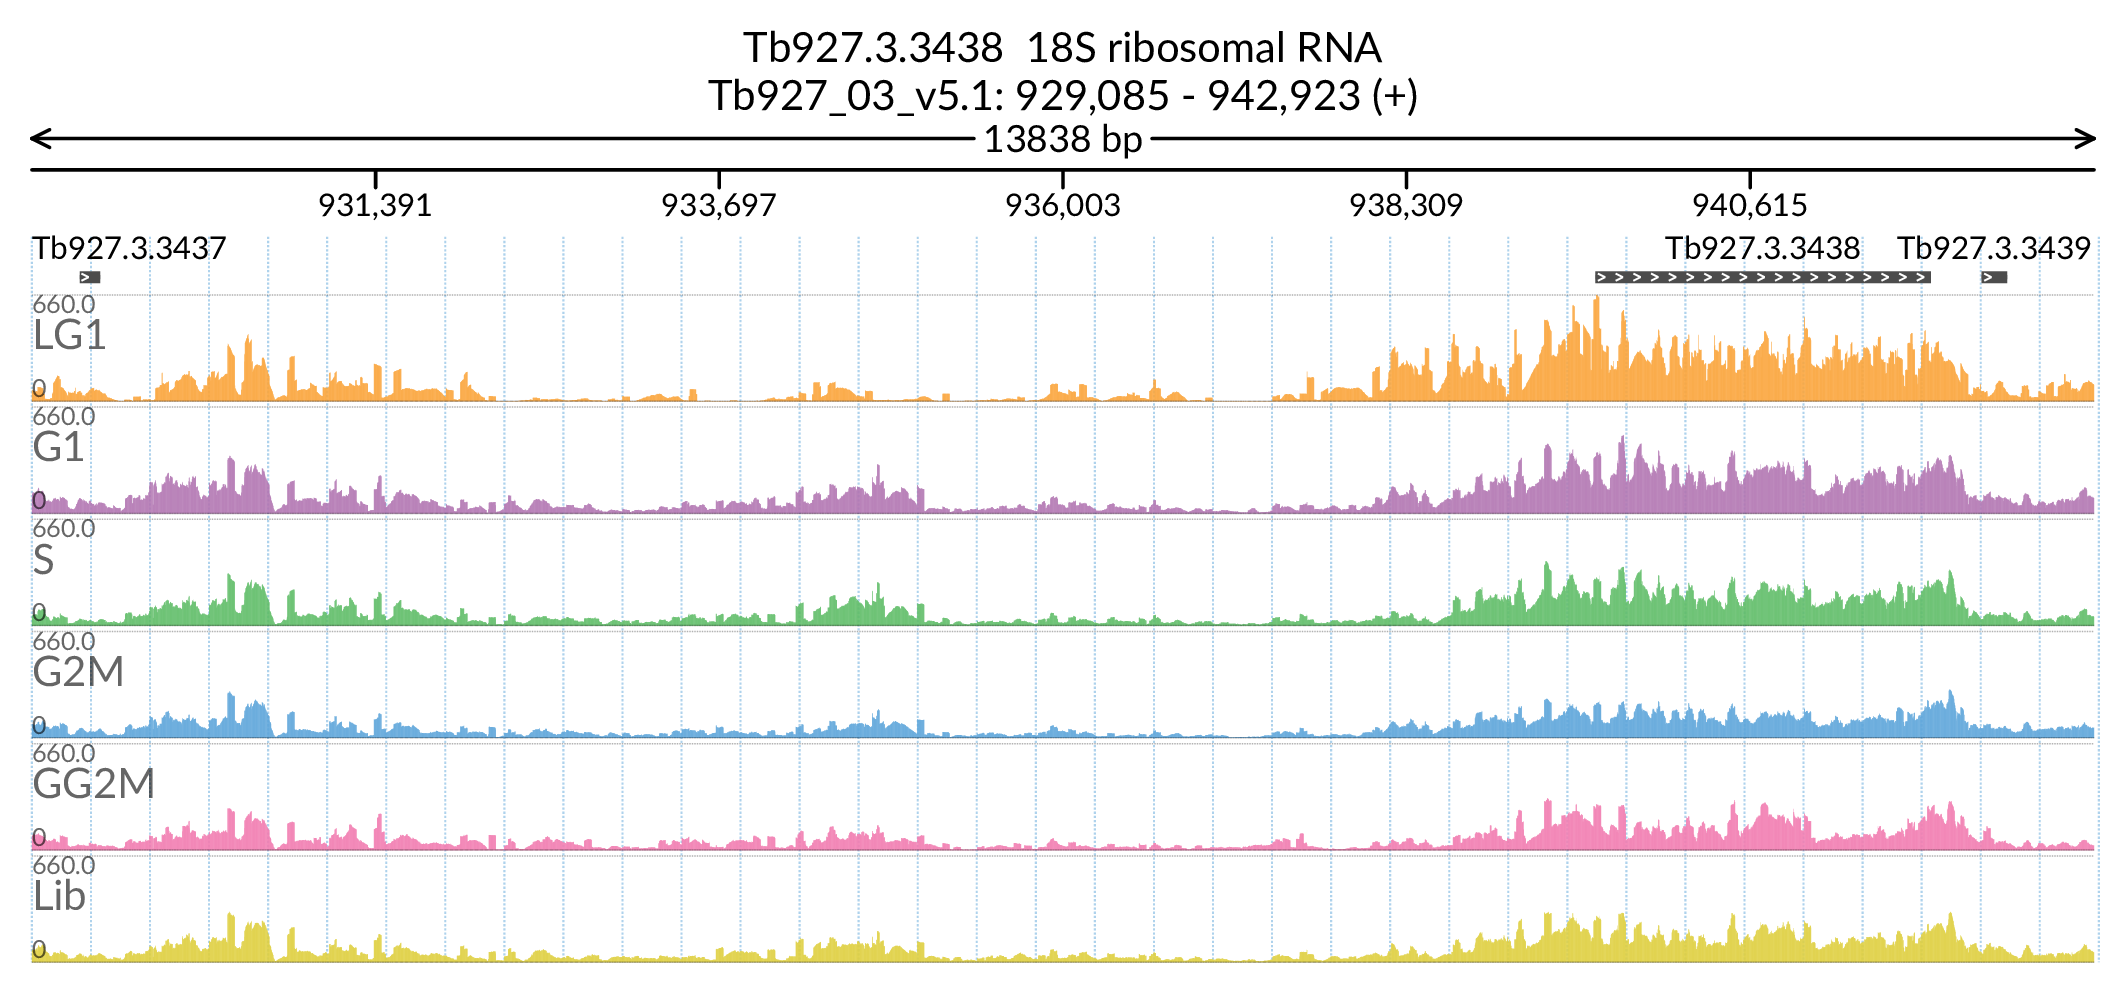 Tb927.3.3438  18S ribosomal RNA
Tb927_03_v5.1: 929,085 - 942,923 (+)
13838 bp
931,391 933,697 936,003 938,309 940,615
Tb927.3.3437 Tb927.3.3438 Tb927.3.3439
660.0
LG1
0
660.0
G1
0
660.0
S
0
660.0
G2M
0
660.0
GG2M
0
660.0
Lib
0